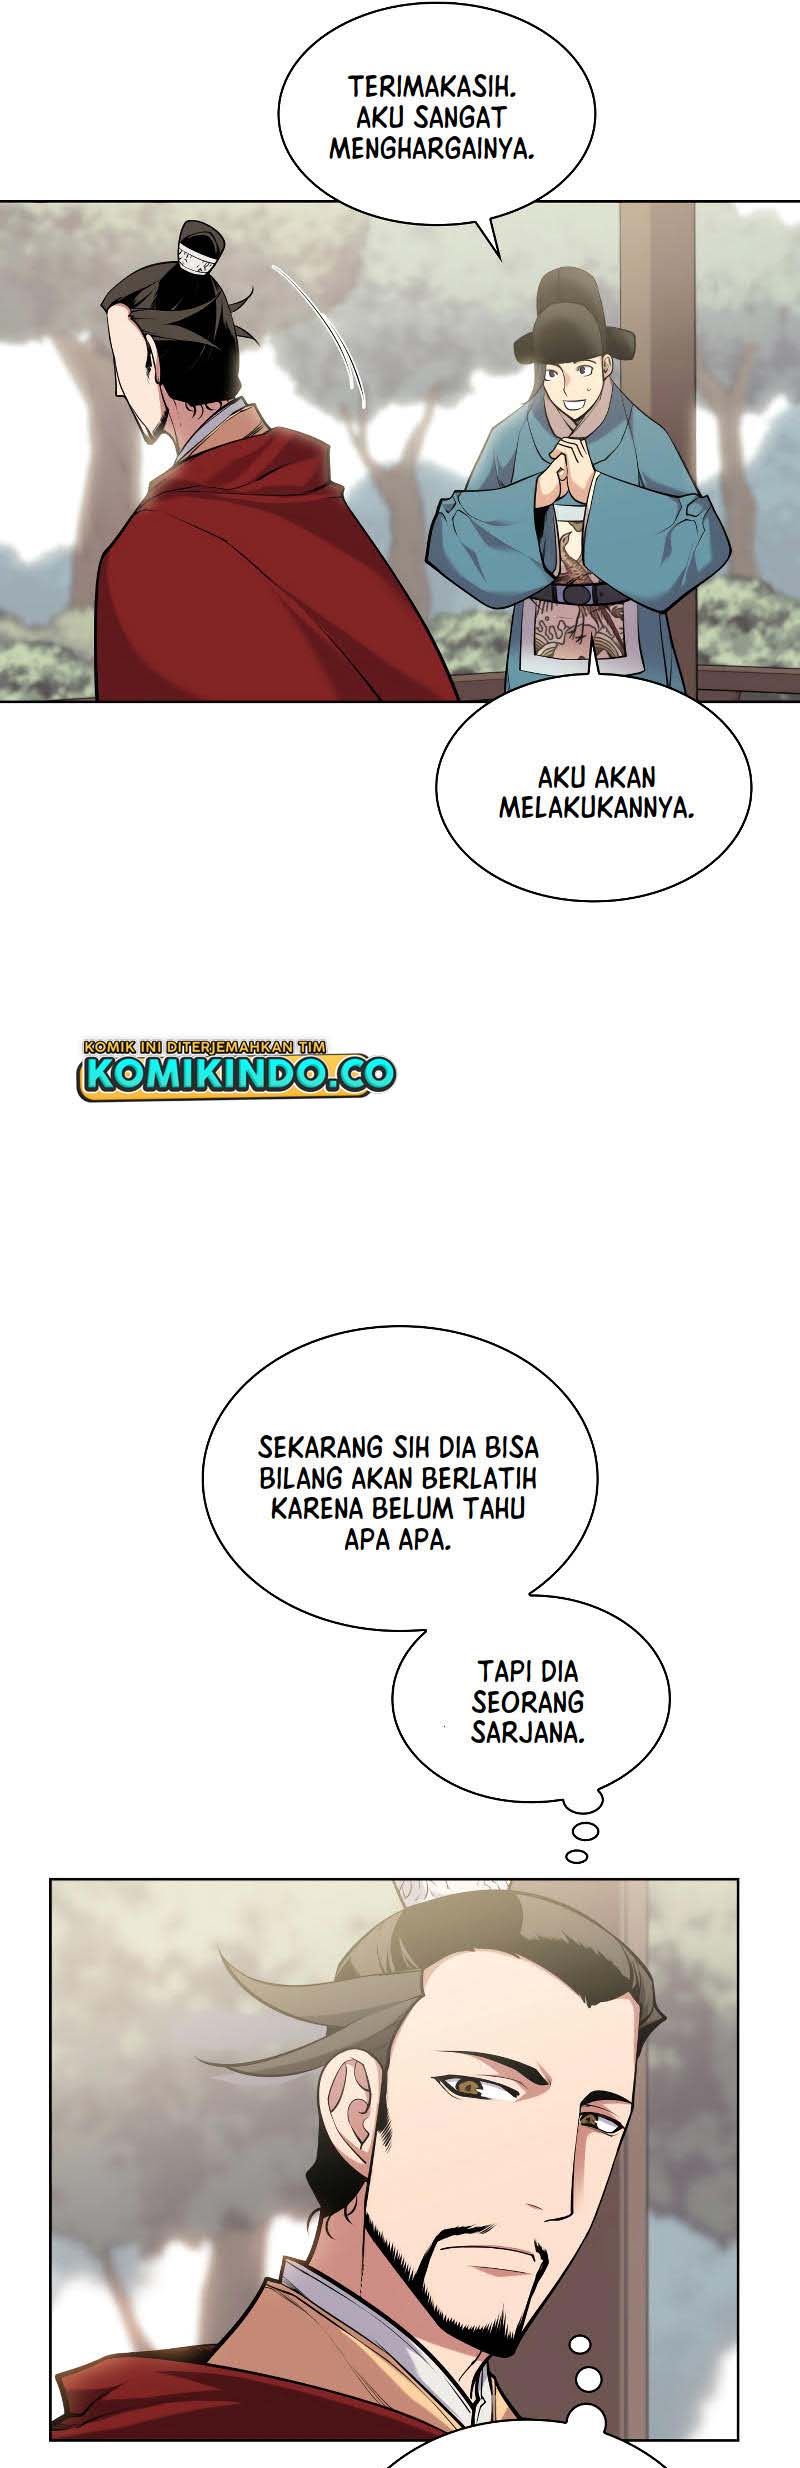 TERIMAKASIH.
AKU SANGAT
MENGHARGAINYA.
AKU AKAN
MELAKUKANNYA.
KOMIK INI DITERJEMAHKAN TIM
KOMIKINDO.CO
SEKARANG SIH DIA BISA
BILANG AKAN BERLATIH
KARENA BELUM TAHU
APA APA.
TAPI DIA
SEORANG
SARJANA.